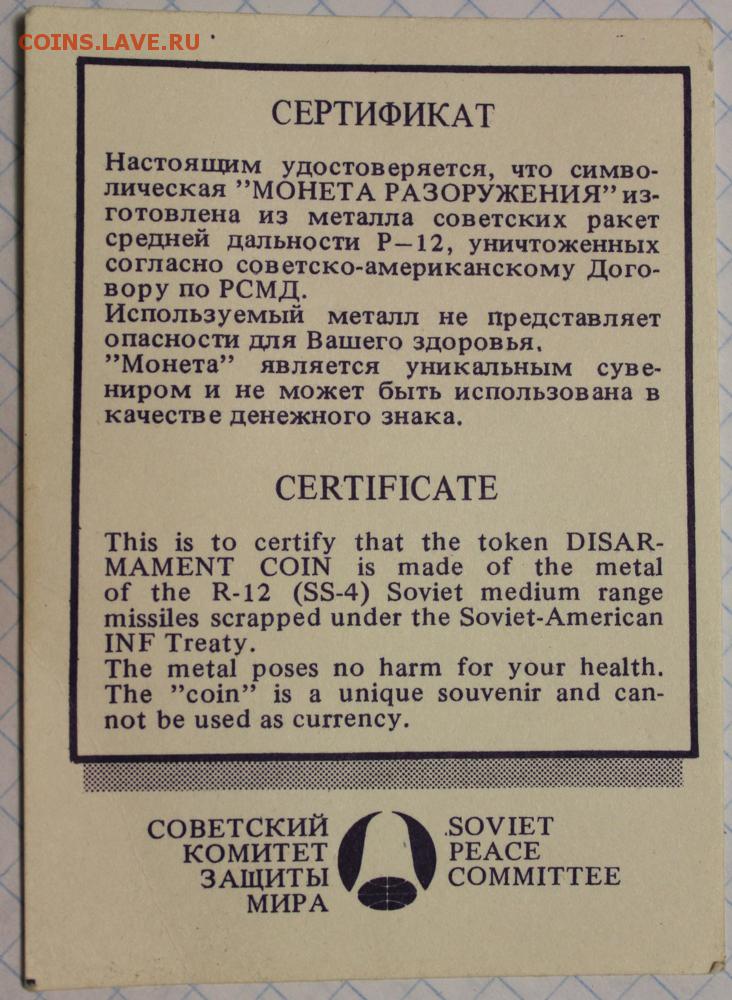 COINS.LAVE.RU
СЕРТИФИКАТ
Настоящим удостоверяется, что симво-
лическая ”МОНЕТА РАЗОРУЖЕНИЯ” из-
готовлена из металла советских ракет
средней дальности Р—12, уничтоженных
согласно советско-американскому Дого-
вору по РСМД.
Используемый металл не представляет
опасности для Вашего здоровья.
”Монета” является уникальным суве-
ниром и не может быть использована в
качестве денежного знака.
CERTIFICATE
This is to certify that the token DISAR-
MAMENT COIN is made of the metal
of the R-12 (SS-4) Soviet medium range
missiles scrapped under the Soviet-American
INF Treaty.
The metal poses no harm for your health.
The ”coin” is a unique souvenir and can-
not be used as currency.
СОВЕТСКИЙ
КОМИТЕТ
ЗАЩИТЫ
МИРА
SOVIET
PEACE
COMMITTEE